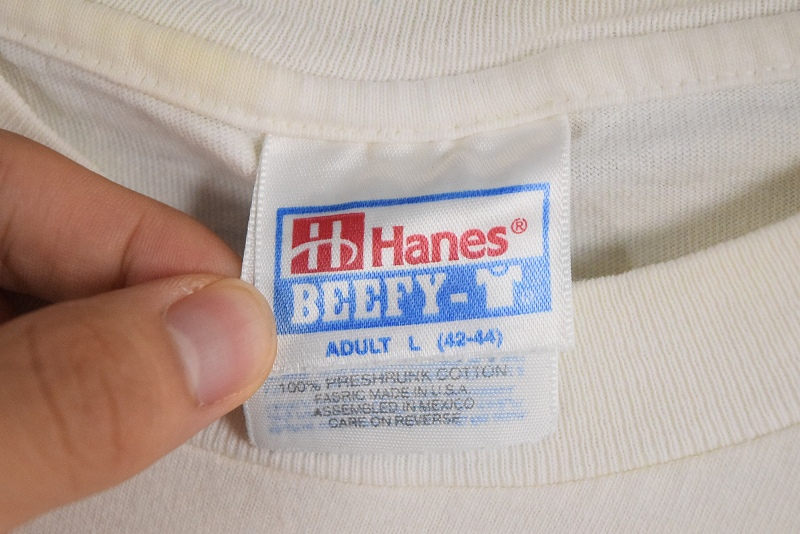 H Hanes®
BEEFY-
ADULT L (42-44)
100% PRESHRUNK COTTON.
FABRIC MADE IN U.S.A.
ASSEMBLED IN MEXICO
CARE ON REVERSE